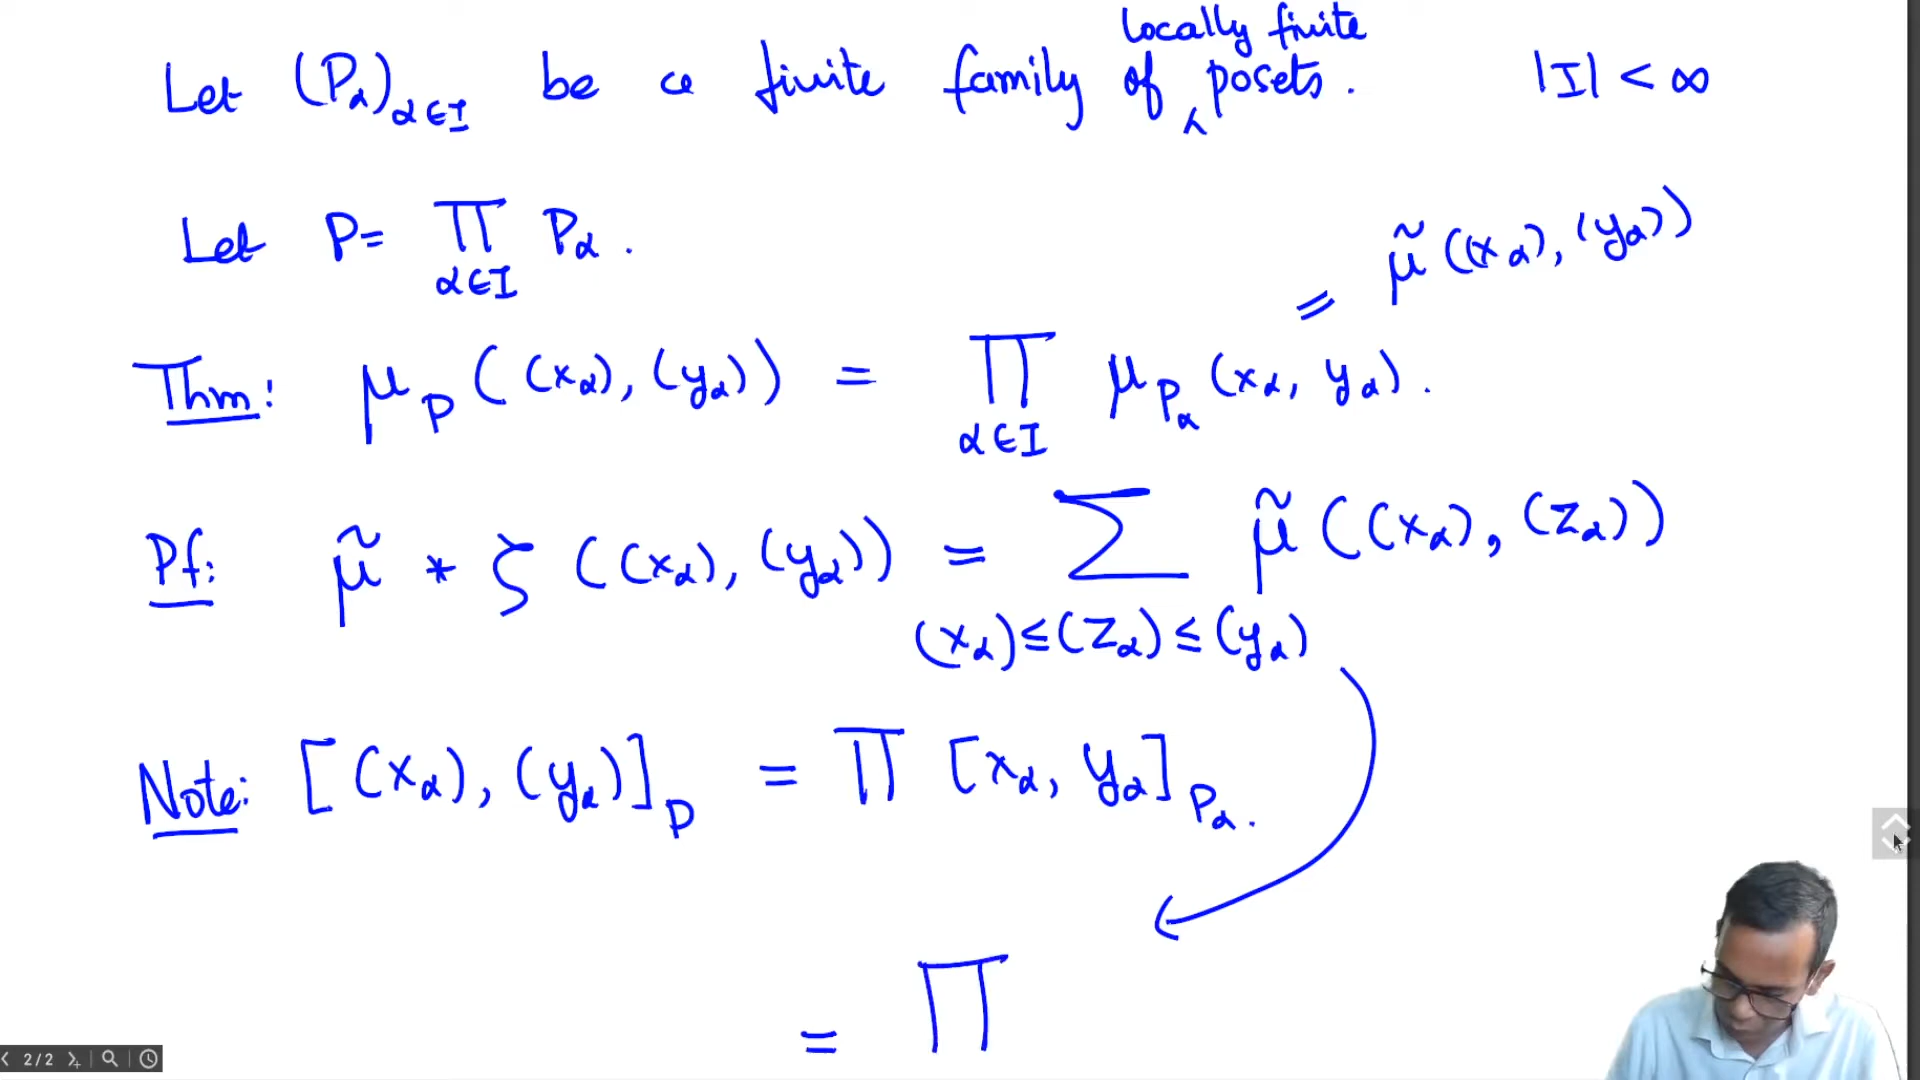 Let (P_α)_{α∈I} be a finite family of locally finite posets. |I| < ∞
Let P = ∏_{α∈I} P_α.
= μ̃((x_α), (y_α))
Thm: μ_P((x_α), (y_α)) = ∏_{α∈I} μ_{P_α}(x_α, y_α).
Pf: μ̃ * ζ((x_α), (y_α)) = ∑_{(x_α)≤(z_α)≤(y_α)} μ̃((x_α), (z_α))
Note: [(x_α), (y_α)]_P = ∏ [x_α, y_α]_{P_α}.
= ∏
2/2